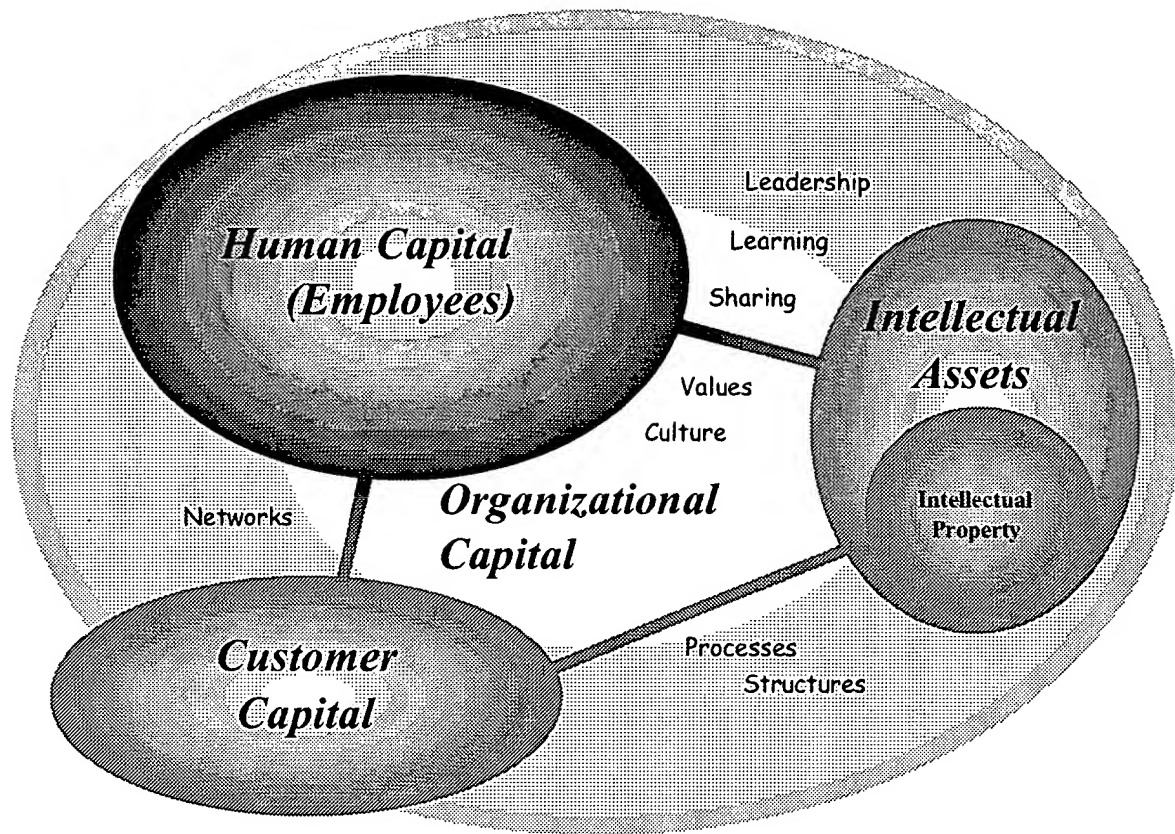 Leadership
Learning
Sharing
Human Capital
(Employees)
Intellectual
Assets
Values
Culture
Intellectual
Property
Organizational
Capital
Networks
Processes
Structures
Customer
Capital